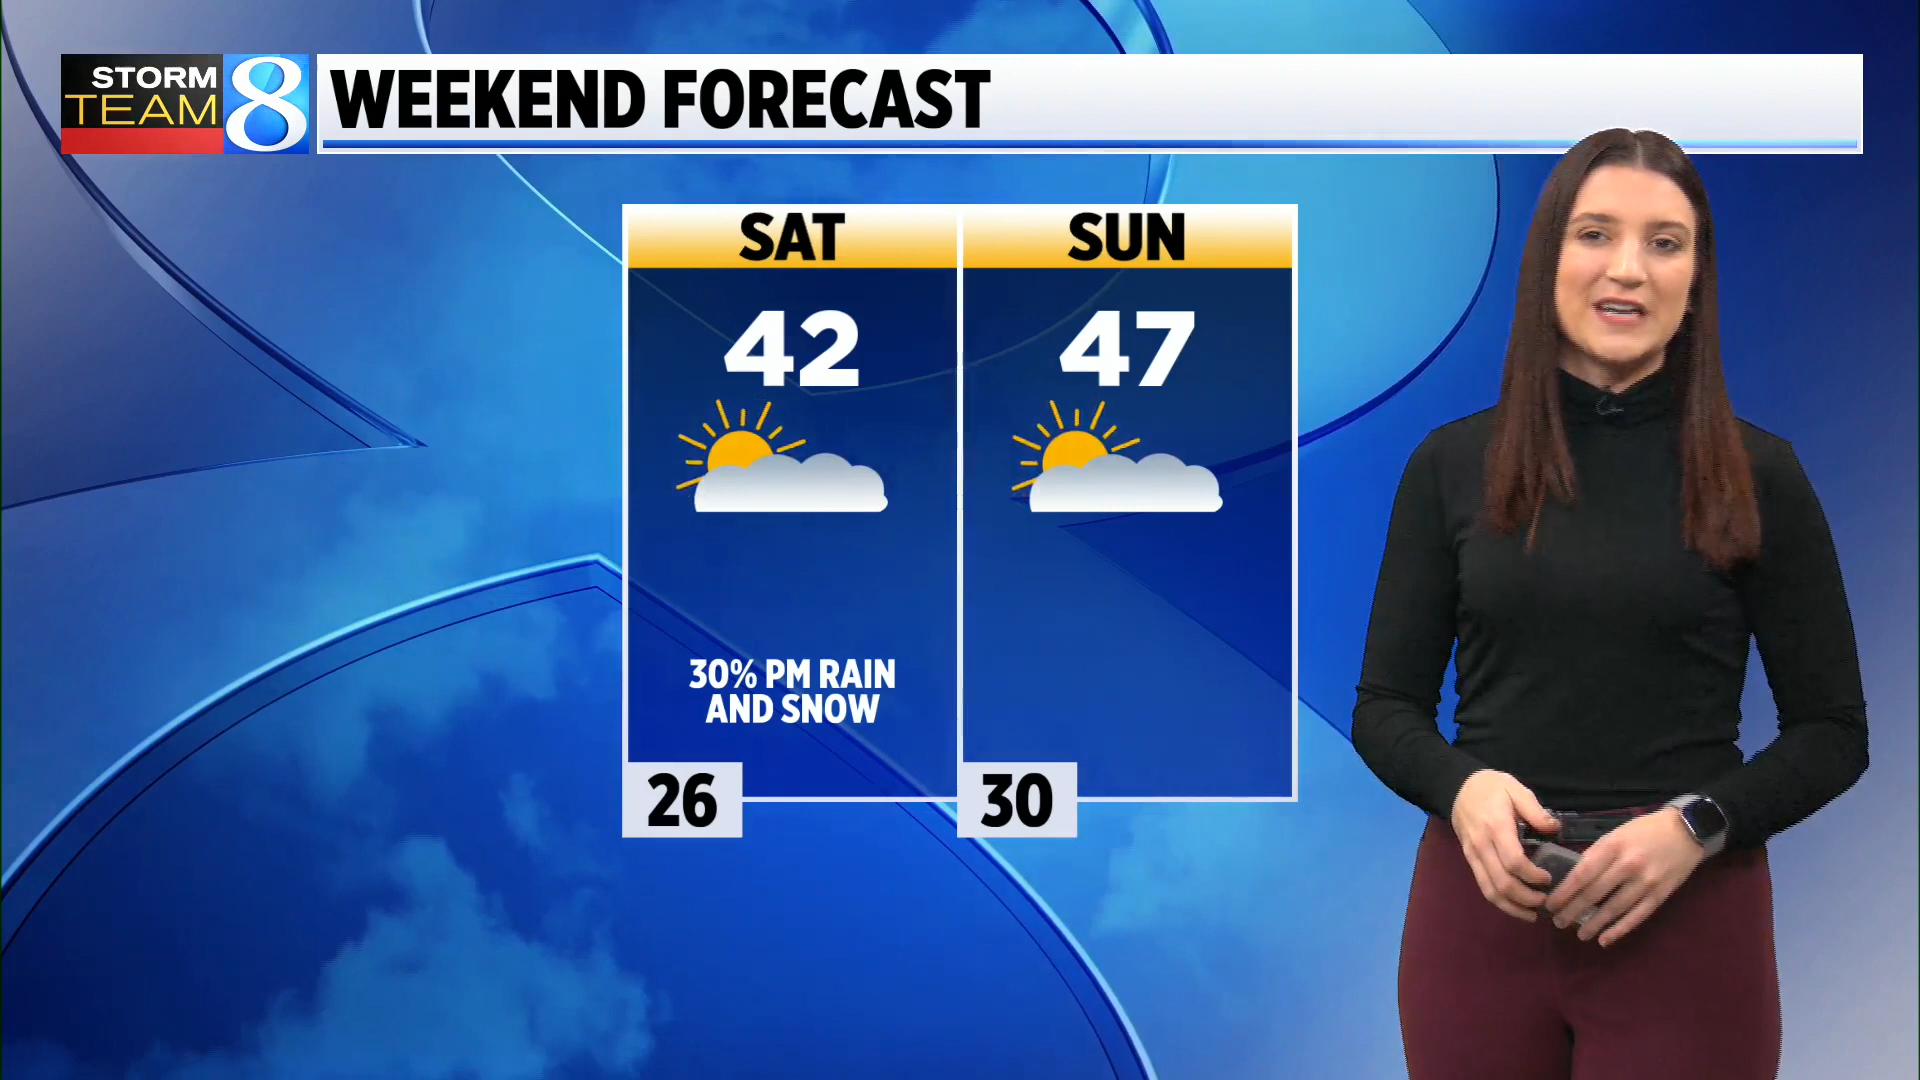 STORM
TEAM
8
WEEKEND FORECAST
SAT
SUN
42
47
30% PM RAIN
AND SNOW
26
30